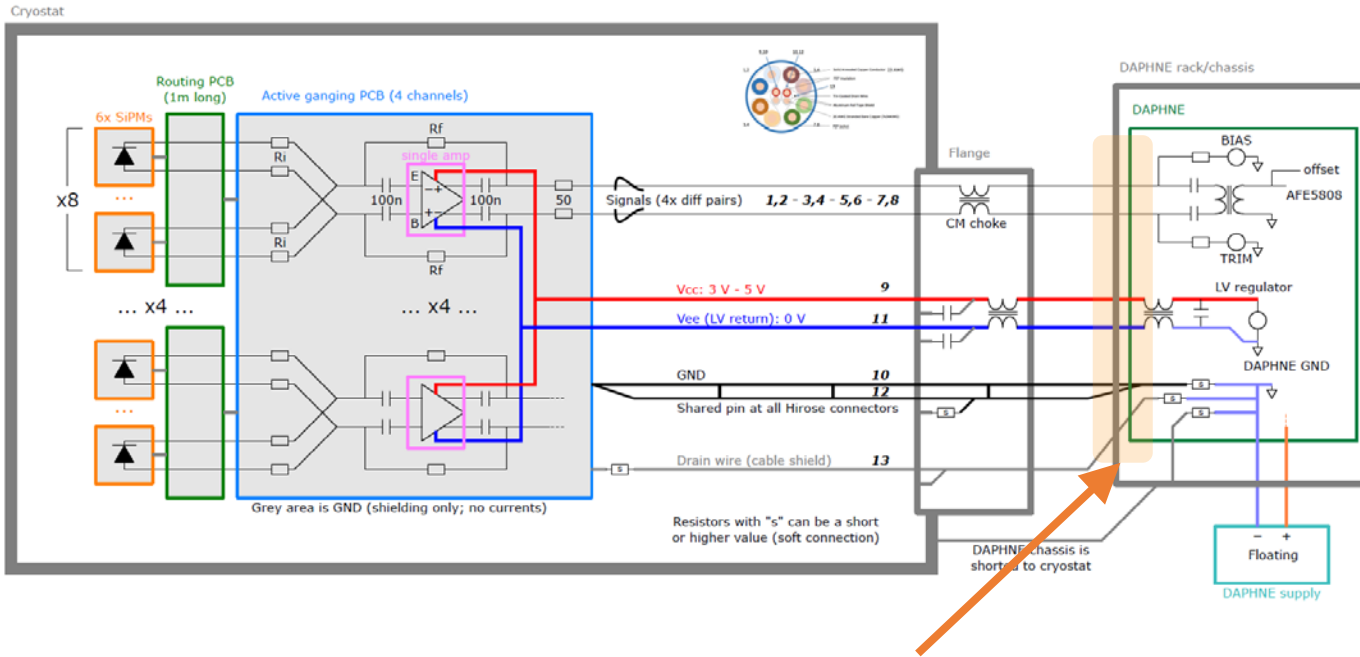 Cryostat
Routing PCB
(1m long)
Active ganging PCB (4 channels)
6x SiPMs
x8
Ri
Ri
Rf
single amp
E
-+
100n
100n
+-
B
50
Rf
Signals (4x diff pairs)
1,2 - 3,4 - 5,6 - 7,8
Flange
CM choke
DAPHNE rack/chassis
DAPHNE
BIAS
offset
AFE5808
TRIM
...
...
... x4 ...
... x4 ...
Vcc: 3 V - 5 V
9
Vee (LV return): 0 V
11
LV regulator
DAPHNE GND
GND
10
12
Shared pin at all Hirose connectors
s
s
s
s
...
...
Drain wire (cable shield)
13
s
Grey area is GND (shielding only; no currents)
Resistors with "s" can be a short
or higher value (soft connection)
DAPHNE chassis is
shorted to cryostat
- +
Floating
DAPHNE supply